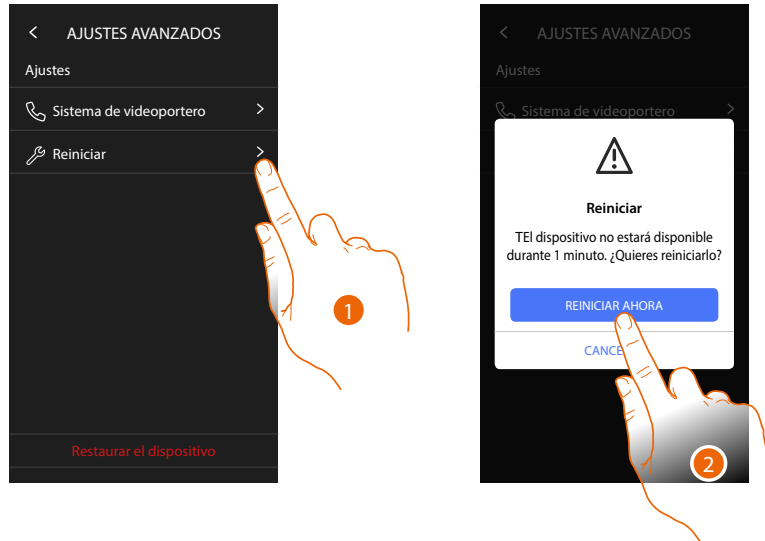 AJUSTES AVANZADOS
Ajustes
Sistema de videoportero
Reiniciar
1
Restaurar el dispositivo
AJUSTES AVANZADOS
Ajustes
Sistema de videoportero
Reiniciar
TEl dispositivo no estará disponible
durante 1 minuto. ¿Quieres reiniciarlo?
REINICIAR AHORA
CANCE
2